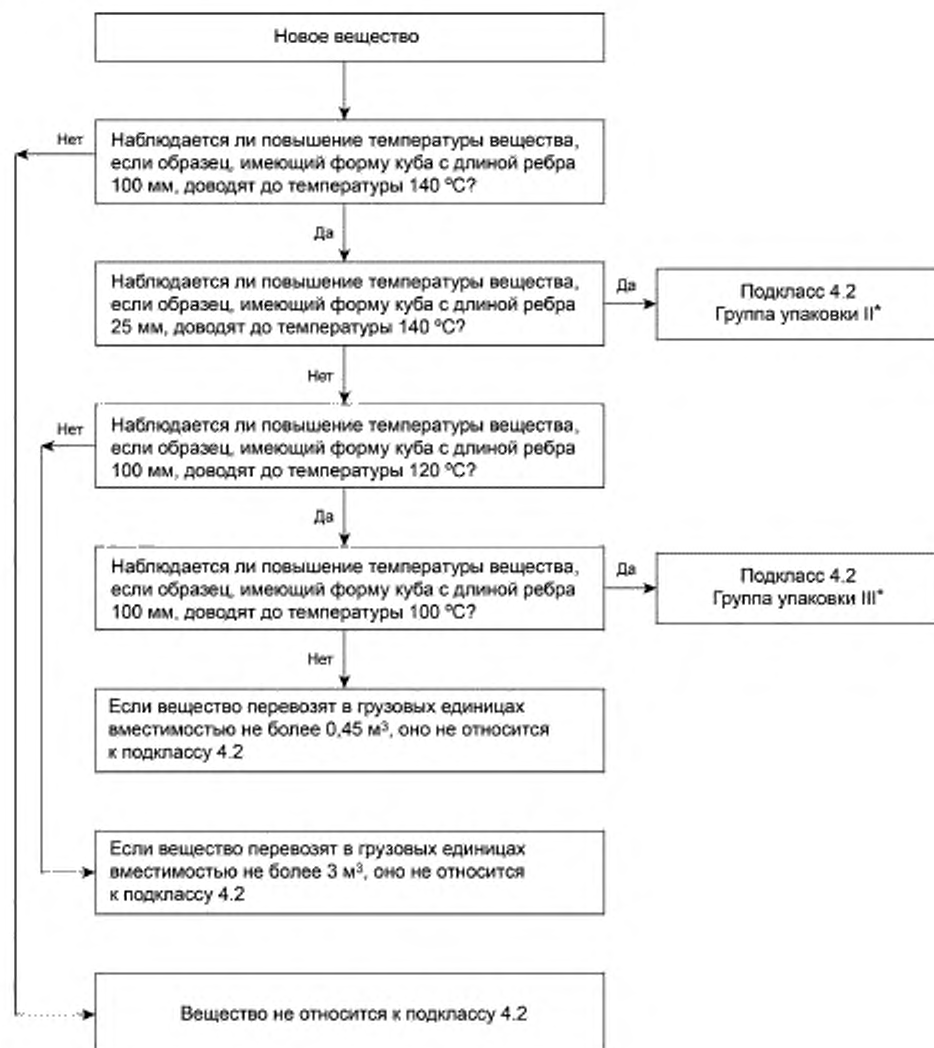 Новое вещество
Нет
Наблюдается ли повышение температуры вещества,
если образец, имеющий форму куба с длиной ребра
100 мм, доводят до температуры 140 ºС?
Да
Наблюдается ли повышение температуры вещества,
если образец, имеющий форму куба с длиной ребра
25 мм, доводят до температуры 140 ºС?
Да
Подкласс 4.2
Группа упаковки II*
Нет
Нет
Наблюдается ли повышение температуры вещества,
если образец, имеющий форму куба с длиной ребра
100 мм, доводят до температуры 120 ºС?
Да
Наблюдается ли повышение температуры вещества,
если образец, имеющий форму куба с длиной ребра
100 мм, доводят до температуры 100 ºС?
Да
Подкласс 4.2
Группа упаковки III*
Нет
Если вещество перевозят в грузовых единицах
вместимостью не более 0,45 м³, оно не относится
к подклассу 4.2
Если вещество перевозят в грузовых единицах
вместимостью не более 3 м³, оно не относится
к подклассу 4.2
Вещество не относится к подклассу 4.2